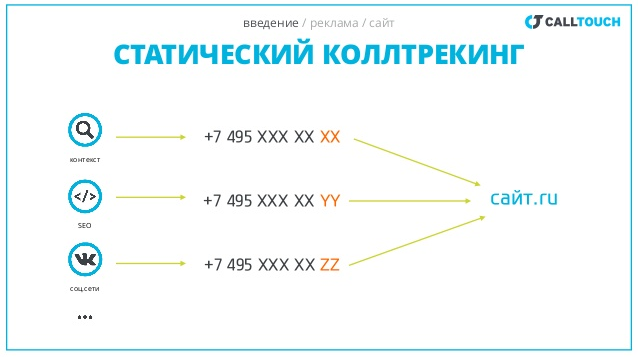 введение / реклама / сайт
CALLTOUCH
СТАТИЧЕСКИЙ КОЛЛТРЕКИНГ
контекст
+7 495 XXX XX XX
</>
SEO
+7 495 XXX XX YY
сайт.ru
соц.сети
+7 495 XXX XX ZZ
...